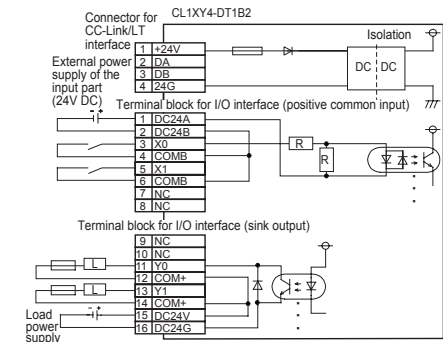 CL1XY4-DT1B2
Connector for
CC-Link/LT
interface
Isolation
1 +24V
2 DA
3 DB
4 24G
DC DC
External power
supply of the
input part
(24V DC)
Terminal block for I/O interface (positive common input)
1 DC24A
2 DC24B
3 X0
4 COMB
5 X1
6 COMB
7 NC
8 NC
R
R
Terminal block for I/O interface (sink output)
9 NC
10 NC
11 Y0
12 COM+
13 Y1
14 COM+
15 DC24V
16 DC24G
L
L
Load
power
supply